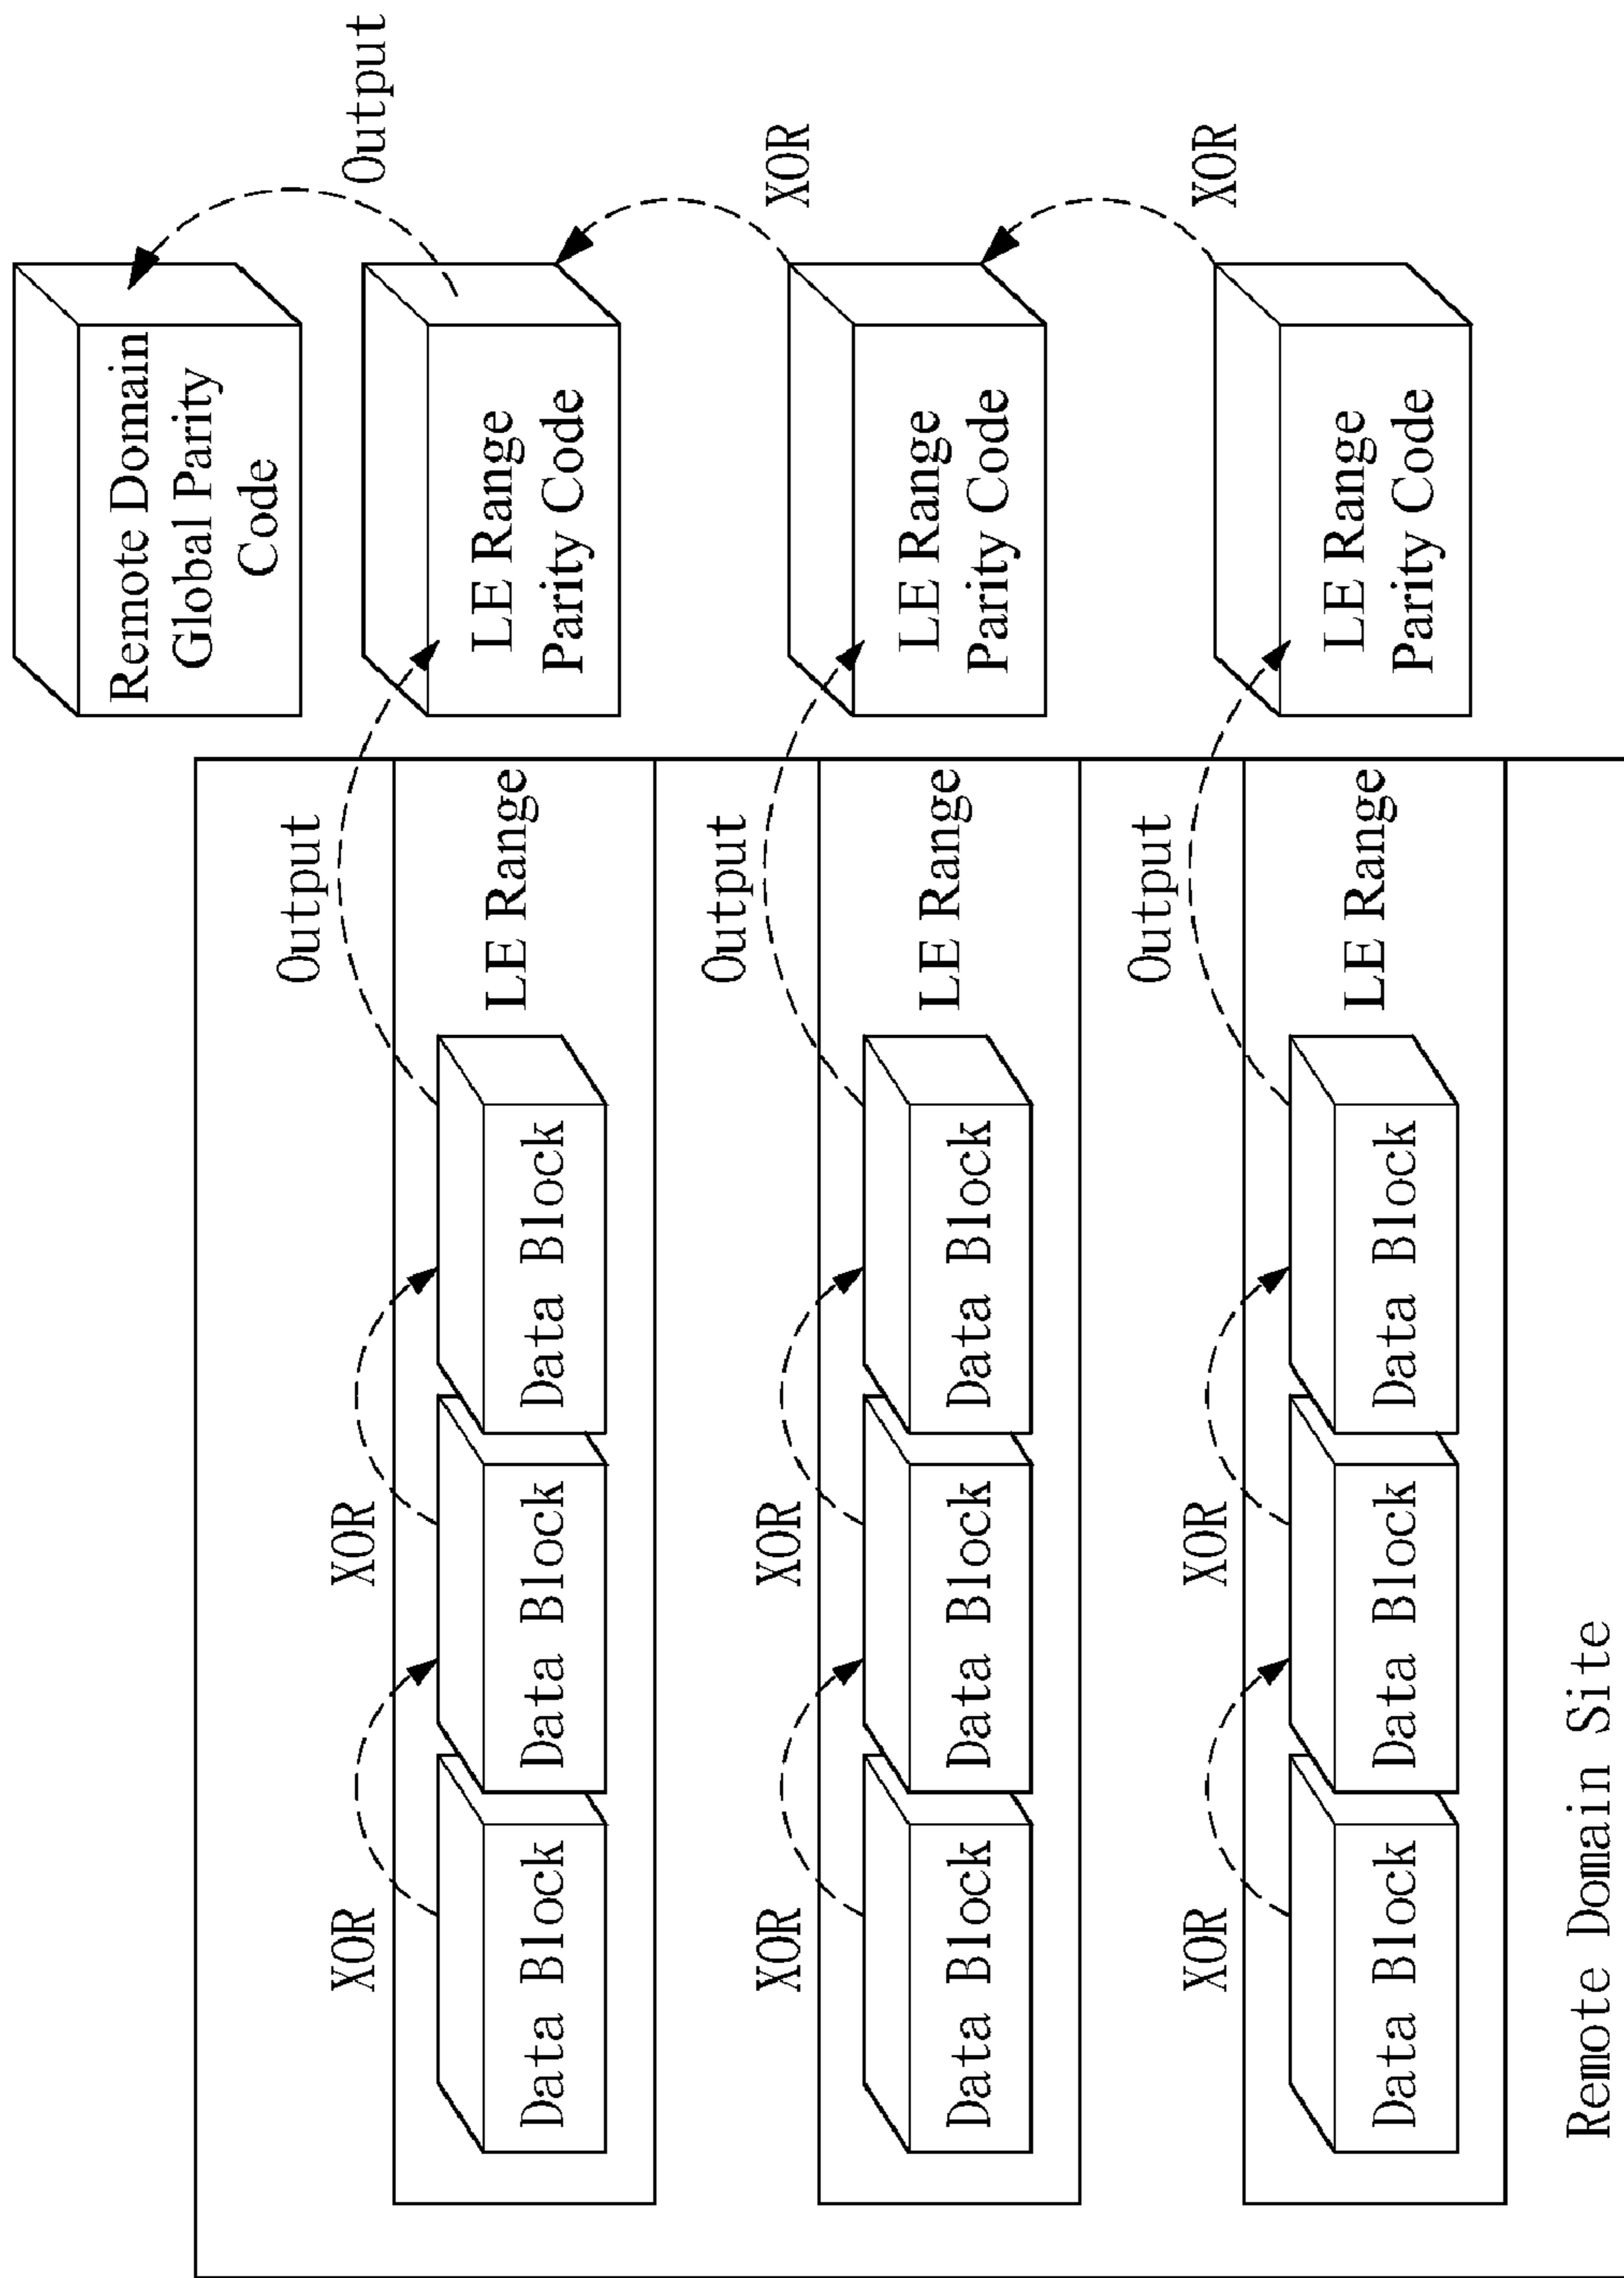 Remote Domain
Global Parity
Code
Output
Output
XOR
XOR
Data Block
Data Block
Data Block
LE Range
LE Range
Parity Code
XOR
Output
XOR
XOR
Data Block
Data Block
Data Block
LE Range
LE Range
Parity Code
XOR
Output
XOR
XOR
Data Block
Data Block
Data Block
LE Range
LE Range
Parity Code
Remote Domain Site